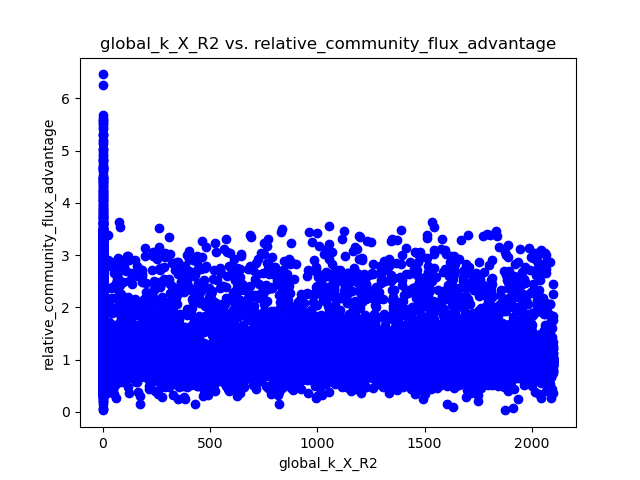 global_k_X_R2 vs. relative_community_flux_advantage
relative_community_flux_advantage
6
5
4
3
2
1
0
0 500 1000 1500 2000
global_k_X_R2